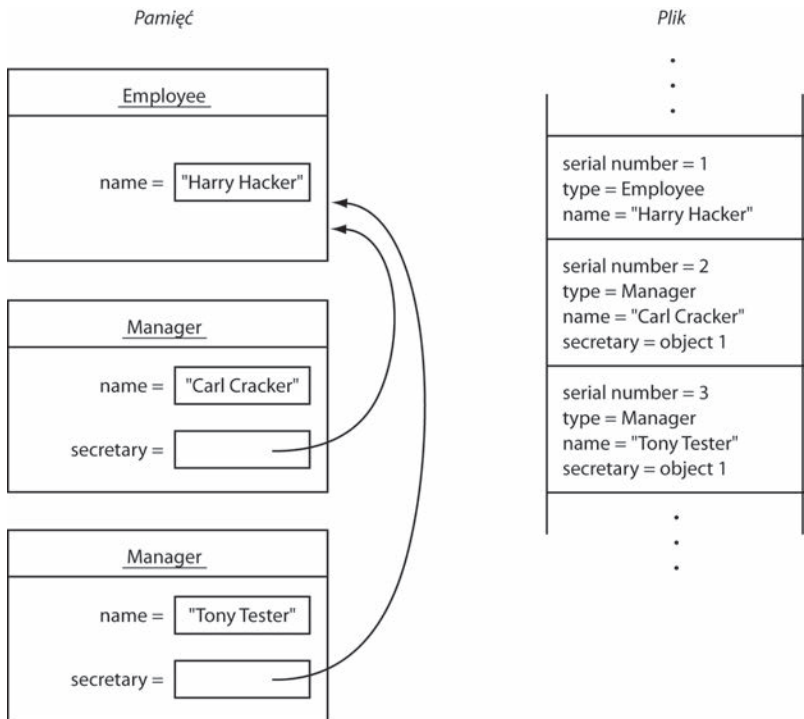 Pamięć
Employee
name = "Harry Hacker"
Manager
name = "Carl Cracker"
secretary =
Manager
name = "Tony Tester"
secretary =
Plik
serial number = 1
type = Employee
name = "Harry Hacker"
serial number = 2
type = Manager
name = "Carl Cracker"
secretary = object 1
serial number = 3
type = Manager
name = "Tony Tester"
secretary = object 1